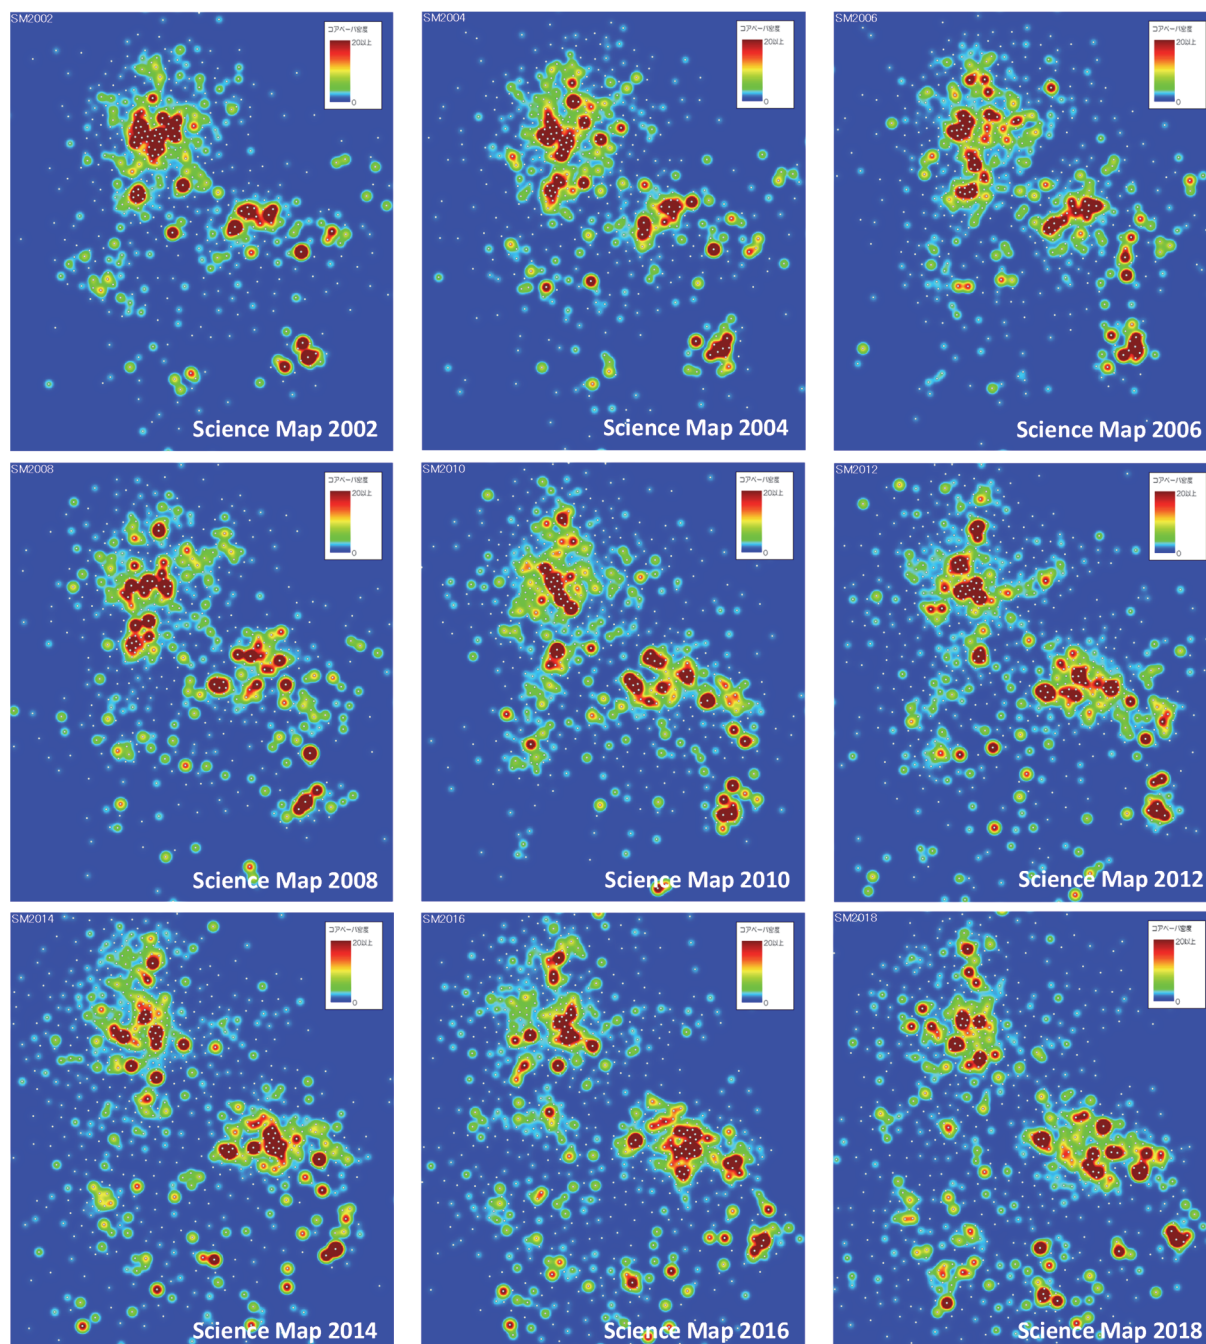 SM2002
コアペーパ密度
20以上
0
Science Map 2002
SM2004
コアペーパ密度
20以上
0
Science Map 2004
SM2006
コアペーパ密度
20以上
0
Science Map 2006
SM2008
コアペーパ密度
20以上
0
Science Map 2008
SM2010
コアペーパ密度
20以上
0
Science Map 2010
SM2012
コアペーパ密度
20以上
0
Science Map 2012
SM2014
コアペーパ密度
20以上
0
Science Map 2014
SM2016
コアペーパ密度
20以上
0
Science Map 2016
SM2018
コアペーパ密度
20以上
0
Science Map 2018